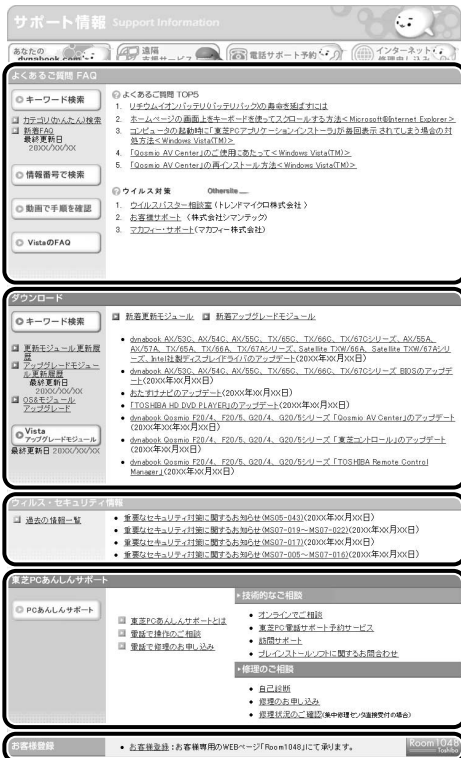 サポート情報 Support Information
あなたの dynabook.com
遠隔支援サービス
電話サポート予約
インターネット 修理申し込み
よくあるご質問 FAQ
キーワード検索
カテゴリ(かんたん)検索
新着FAQ
最終更新日
20XX/XX/XX
情報番号で検索
動画で手順を確認
VistaのFAQ
よくあるご質問 TOP5
1. リチウムイオンバッテリ(バッテリパック)の寿命を延ばすには
2. ホームページの画面上をキーボードを使ってスクロールする方法<Microsoft®Internet Explorer>
3. コンピュータの起動時に「東芝PCアプリケーションインストーラ」が毎回表示されてしまう場合の対
処方法<Windows Vista(TM)>
4. 「Qosmio AV Center」のご使用にあたって<Windows Vista(TM)>
5. 「Qosmio AV Center」の再インストール方法<Windows Vista(TM)>
ウイルス対策 Othersite
1. ウイルスバスター相談室(トレンドマイクロ株式会社)
2. お客様サポート (株式会社シマンテック)
3. マカフィー・サポート(マカフィー株式会社)
ダウンロード
キーワード検索
更新モジュール更新履
歴
アップグレードモジュー
ル更新履歴
最終更新日
20XX/XX/XX
OS&モジュール
アップグレード
Vista
アップグレードモジュール
最終更新日 20XX/XX/XX
新着更新モジュール 新着アップグレードモジュール
dynabook AX/53C、AX/54C、AX/55C、TX/65C、TX/66C、TX/67Cシリーズ、AX/55A、
AX/57A、TX/65A、TX/66A、TX/67Aシリーズ、Satellite TXW/66A、Satellite TXW/67Aシリ
ーズ、Intel社製ディスプレイドライバのアップデート(20XX年XX月XX日)
dynabook AX/53C、AX/54C、AX/55C、TX/65C、TX/66C、TX/67Cシリーズ BIOSのアップデ
ート(20XX年XX月XX日)
おたすけナビのアップデート(20XX年XX月XX日)
「TOSHIBA HD DVD PLAYER」のアップデート(20XX年XX月XX日)
dynabook Qosmio F20/4、F20/5、G20/4、G20/5シリーズ「Qosmio AV Center」のアップデート
(20XX年XX月XX日)
dynabook Qosmio F20/4、F20/5、G20/4、G20/5シリーズ 「東芝コントロール」のアップデート
(20XX年XX月XX日)
dynabook Qosmio F20/4、F20/5、G20/4、G20/5シリーズ 「TOSHIBA Remote Control
Manager」(20XX年XX月XX日)
ウィルス・セキュリティ情報
過去の情報一覧
重要なセキュリティ対策に関するお知らせ(MS05-043)(20XX年XX月XX日)
重要なセキュリティ対策に関するお知らせ(MS07-019～MS07-022)(20XX年XX月XX日)
重要なセキュリティ対策に関するお知らせ(MS07-017)(20XX年XX月XX日)
重要なセキュリティ対策に関するお知らせ(MS07-005～MS07-016)(20XX年XX月XX日)
東芝PCあんしんサポート
PCあんしんサポート
東芝PCあんしんサポートとは
電話で操作のご相談
電話で修理のお申し込み
技術的なご相談
オンラインでご相談
東芝PC電話サポート予約サービス
訪問サポート
プレインストールソフトに関するお問合わせ
修理のご相談
自己診断
修理のお申し込み
修理状況のご確認(集中修理センタ直接受付の場合)
お客様登録
お客様登録:お客様専用のWEBページ「Room1048」にて承ります。
Room1048
Toshiba